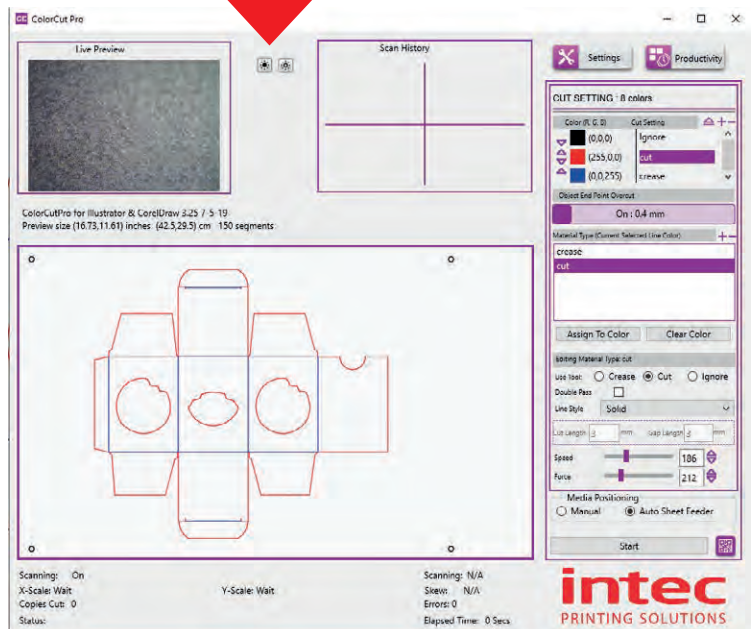 CC ColorCut Pro
Live Preview
Scan History
Settings
Productivity
CUT SETTING : 8 colors
Color (R, G, B) Cut Setting
(0,0,0) Ignore
(255,0,0) cut
(0,0,255) crease
Object End Point Overcut
On : 0.4 mm
Material Type (Current Selected Line Color)
crease
cut
Assign To Color Clear Color
Editing Material Type: cut
Use Tool: Crease Cut Ignore
Double Pass
Line Style Solid
Cut Length 3 mm Gap Length 3 mm
Speed 186
Force 212
Media Positioning
Manual Auto Sheet Feeder
Start
ColorCutPro for Illustrator & CorelDraw 3.25 7-5-19
Preview size (16.73,11.61) inches (42.5,29.5) cm 150 segments
Scanning: On
X-Scale: Wait Y-Scale: Wait
Copies Cut: 0
Status:
Scanning: N/A
Skew: N/A
Errors: 0
Elapsed Time: 0 Secs
intec
PRINTING SOLUTIONS